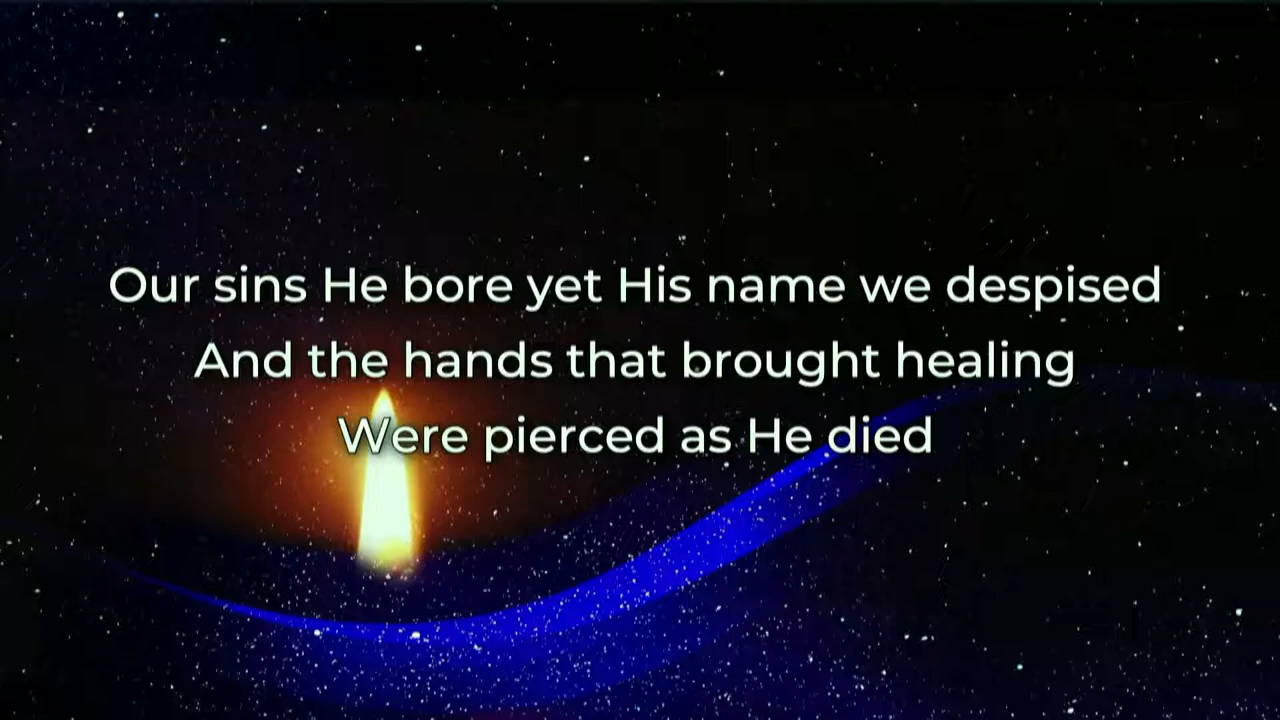 Our sins He bore yet His name we despised
And the hands that brought healing
Were pierced as He died